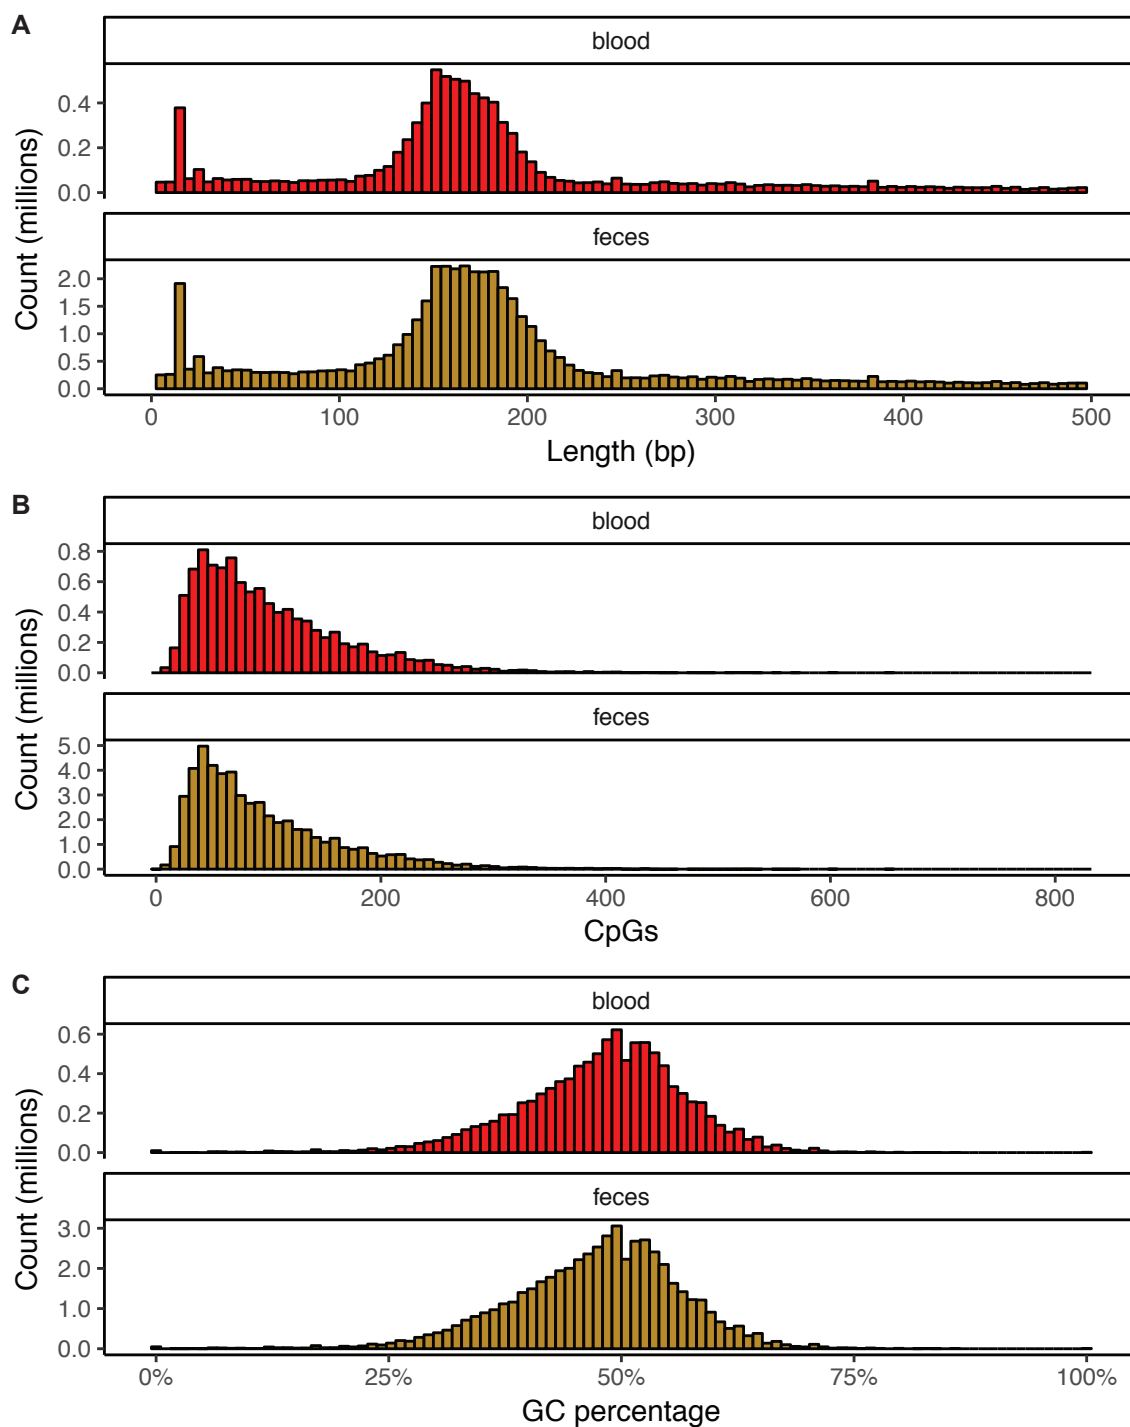 A
blood
Count (millions)
0.4
0.2
0.0
feces
2.0
1.5
1.0
0.5
0.0
0 100 200 300 400 500
Length (bp)
B
blood
Count (millions)
0.8
0.6
0.4
0.2
0.0
feces
5.0
4.0
3.0
2.0
1.0
0.0
0 200 400 600 800
CpGs
C
blood
Count (millions)
0.6
0.4
0.2
0.0
feces
3.0
2.0
1.0
0.0
0% 25% 50% 75% 100%
GC percentage